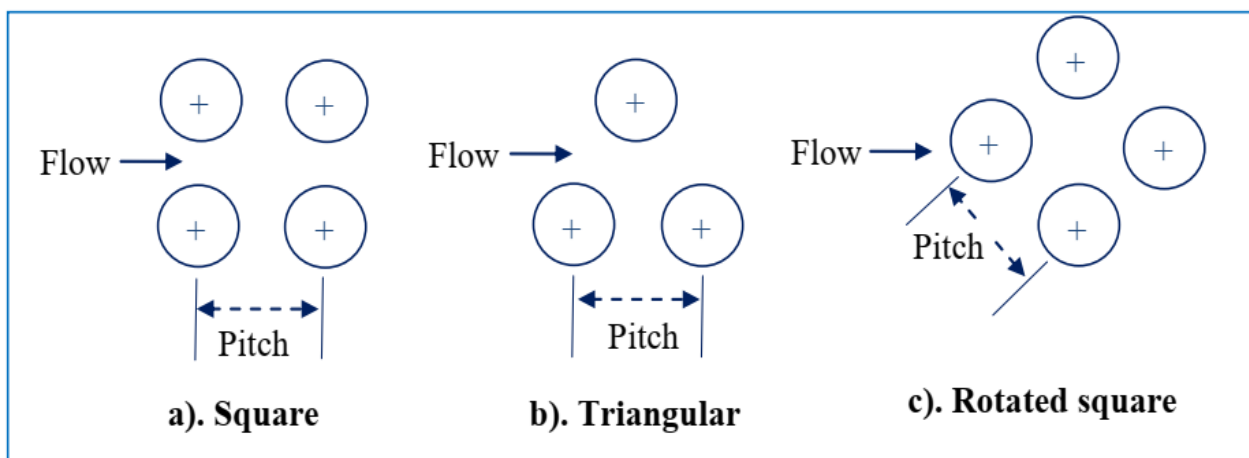 Flow
Pitch
a). Square
Flow
Pitch
b). Triangular
Flow
Pitch
c). Rotated square